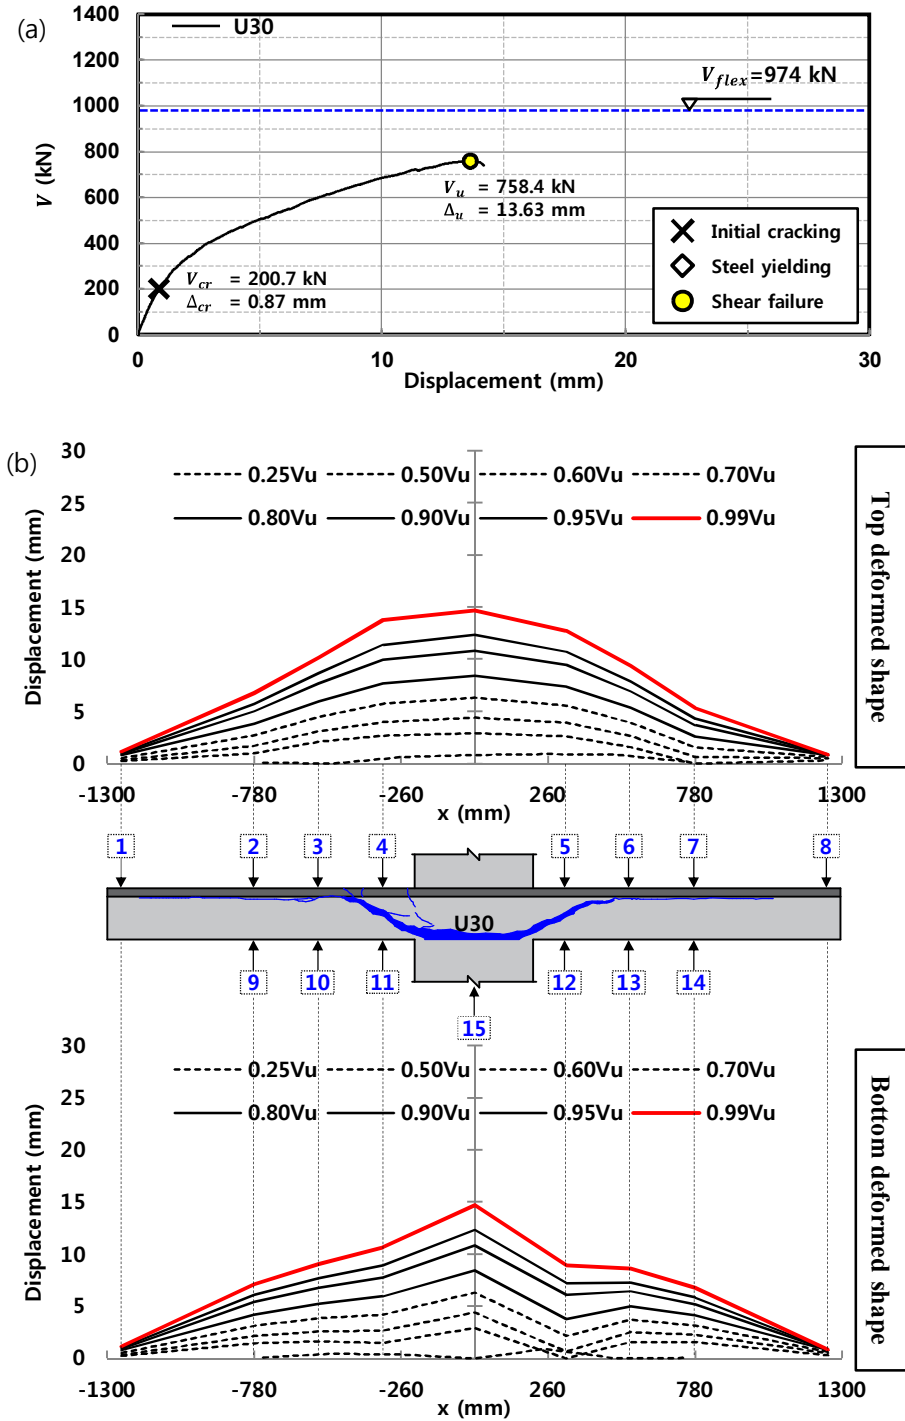 (a)
1400
1200
1000
800
600
400
200
0
V (kN)
U30
V_flex=974 kN
V_u = 758.4 kN
Δ_u = 13.63 mm
V_cr = 200.7 kN
Δ_cr = 0.87 mm
Initial cracking
Steel yielding
Shear failure
0 10 20 30
Displacement (mm)
(b)
30
25
20
15
10
5
0
Displacement (mm)
0.25Vu 0.50Vu 0.60Vu 0.70Vu
0.80Vu 0.90Vu 0.95Vu 0.99Vu
Top deformed shape
-1300 -780 -260 260 780 1300
x (mm)
1 2 3 4 5 6 7 8
U30
9 10 11 12 13 14
15
30
25
20
15
10
5
0
Displacement (mm)
0.25Vu 0.50Vu 0.60Vu 0.70Vu
0.80Vu 0.90Vu 0.95Vu 0.99Vu
Bottom deformed shape
-1300 -780 -260 260 780 1300
x (mm)